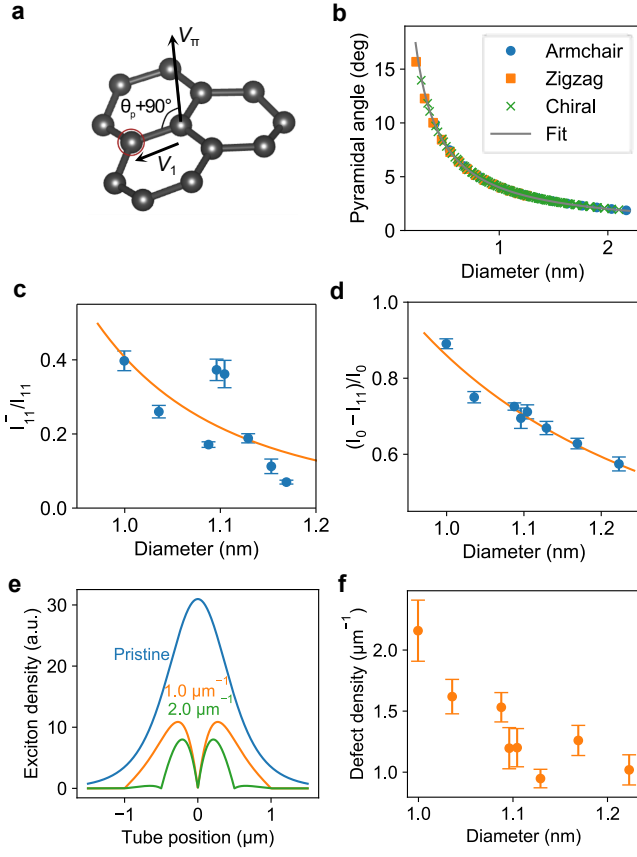 a
V_π
θ_p+90°
V_1
b
Pyramidal angle (deg)
15
10
5
0
Armchair
Zigzag
Chiral
Fit
1
2
Diameter (nm)
c
I⁻_11/I_11
0.4
0.2
0.0
1.0
1.1
1.2
Diameter (nm)
d
(I_0 − I_11)/I_0
1.0
0.8
0.6
1.0
1.1
1.2
Diameter (nm)
e
Exciton density (a.u.)
30
20
10
0
Pristine
1.0 μm⁻¹
2.0 μm⁻¹
−1
0
1
Tube position (μm)
f
Defect density (μm⁻¹)
2.5
2.0
1.5
1.0
1.0
1.1
1.2
Diameter (nm)